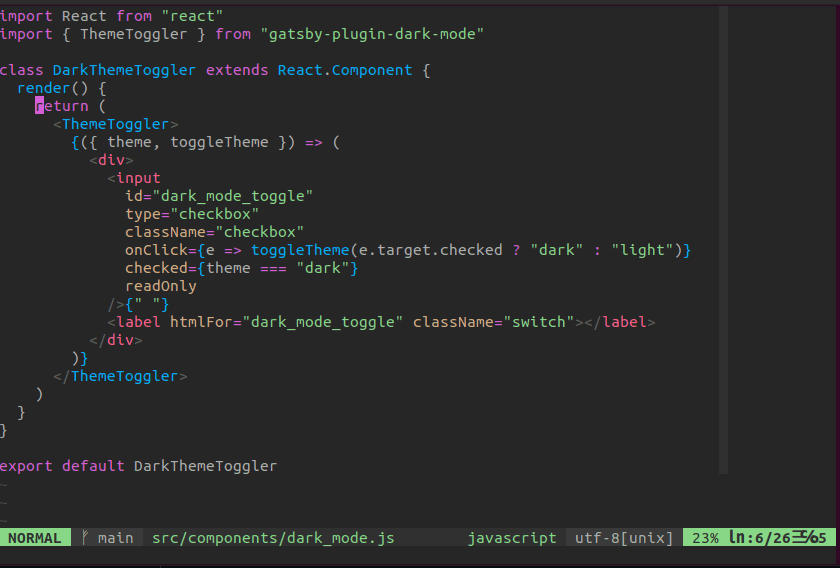 import React from "react"
import { ThemeToggler } from "gatsby-plugin-dark-mode"
class DarkThemeToggler extends React.Component {
  render() {
    return (
      <ThemeToggler>
        {({ theme, toggleTheme }) => (
          <div>
            <input
              id="dark_mode_toggle"
              type="checkbox"
              className="checkbox"
              onClick={e => toggleTheme(e.target.checked ? "dark" : "light")}
              checked={theme === "dark"}
              readOnly
            />{" "}
            <label htmlFor="dark_mode_toggle" className="switch"></label>
          </div>
        )}
      </ThemeToggler>
    )
  }
}
export default DarkThemeToggler
~
~
~
NORMAL main src/components/dark_mode.js javascript utf-8[unix] 23% ln:6/26